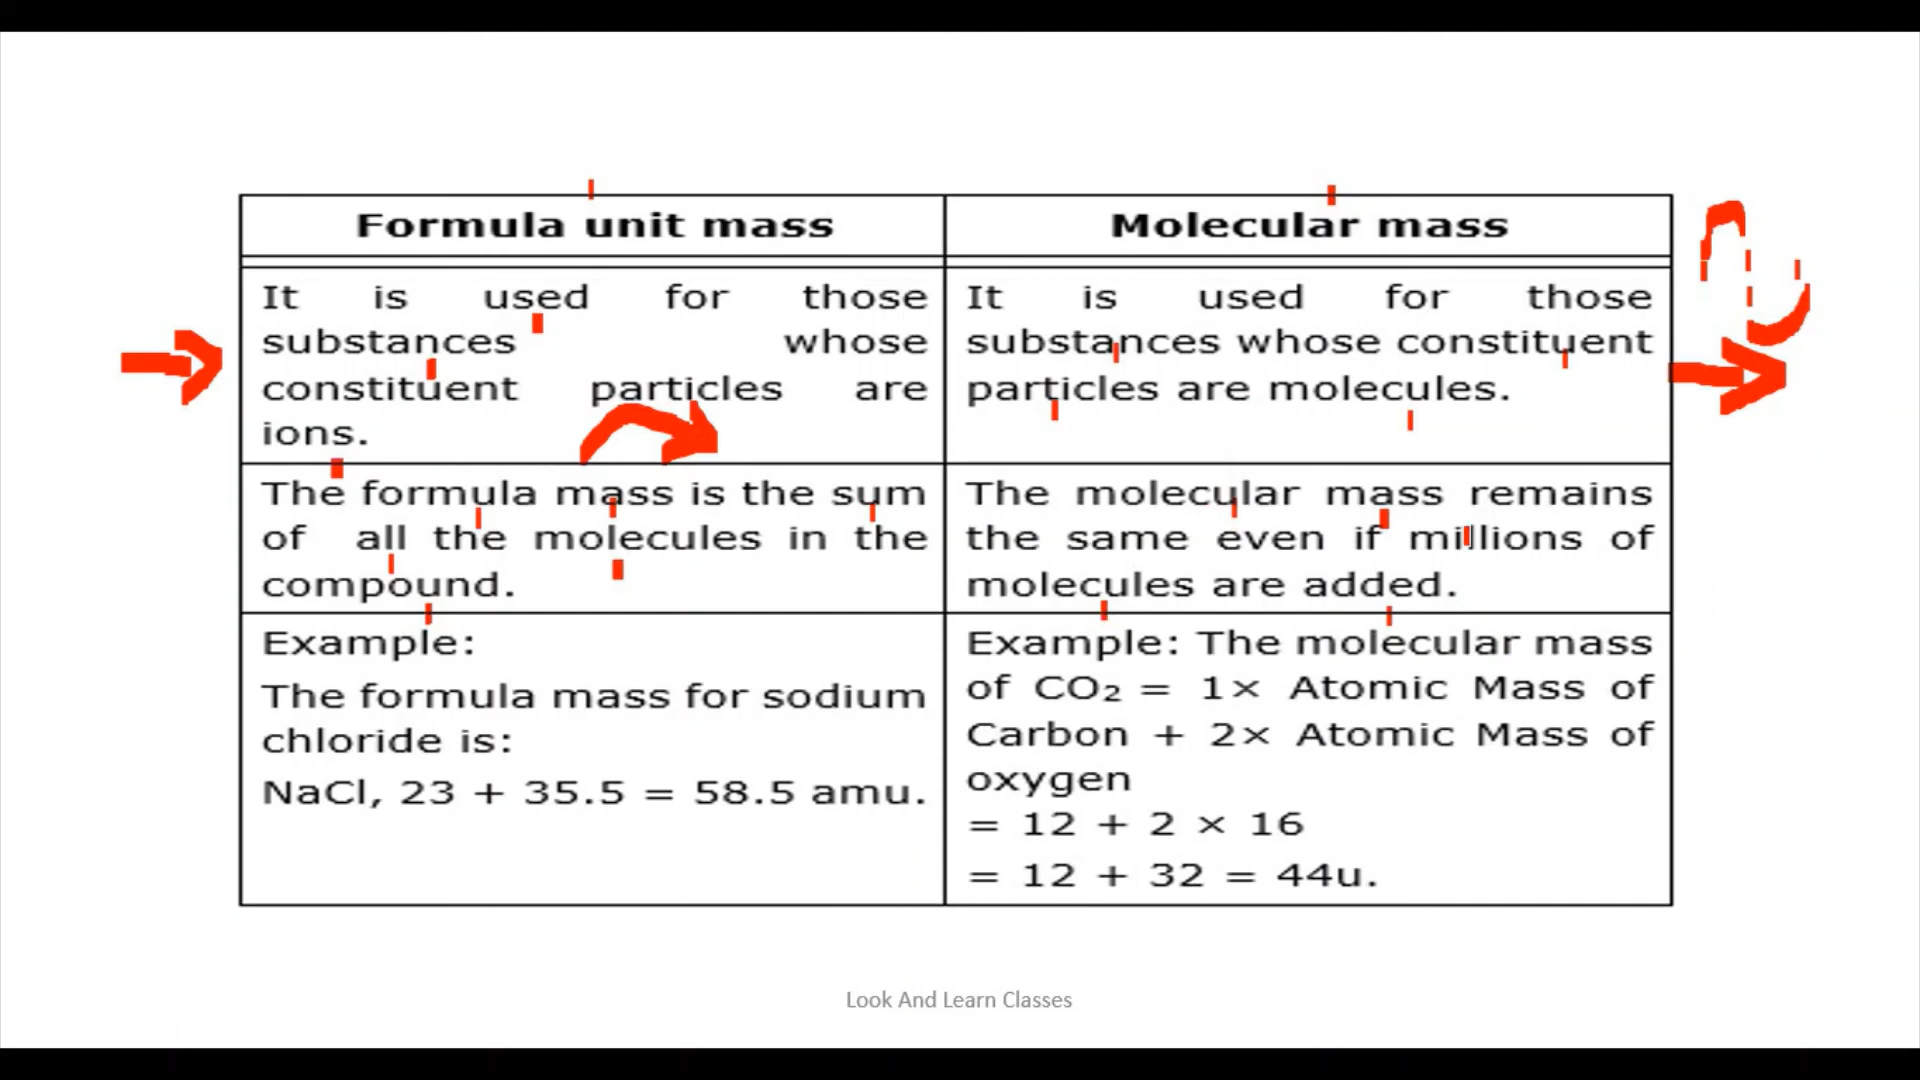 Formula unit mass
It is used for those
substances whose
constituent particles are
ions.
The formula mass is the sum
of all the molecules in the
compound.
Example:
The formula mass for sodium
chloride is:
NaCl, 23 + 35.5 = 58.5 amu.
Molecular mass
It is used for those
substances whose constituent
particles are molecules.
The molecular mass remains
the same even if millions of
molecules are added.
Example: The molecular mass
of CO₂ = 1× Atomic Mass of
Carbon + 2× Atomic Mass of
oxygen
= 12 + 2 × 16
= 12 + 32 = 44u.
Look And Learn Classes